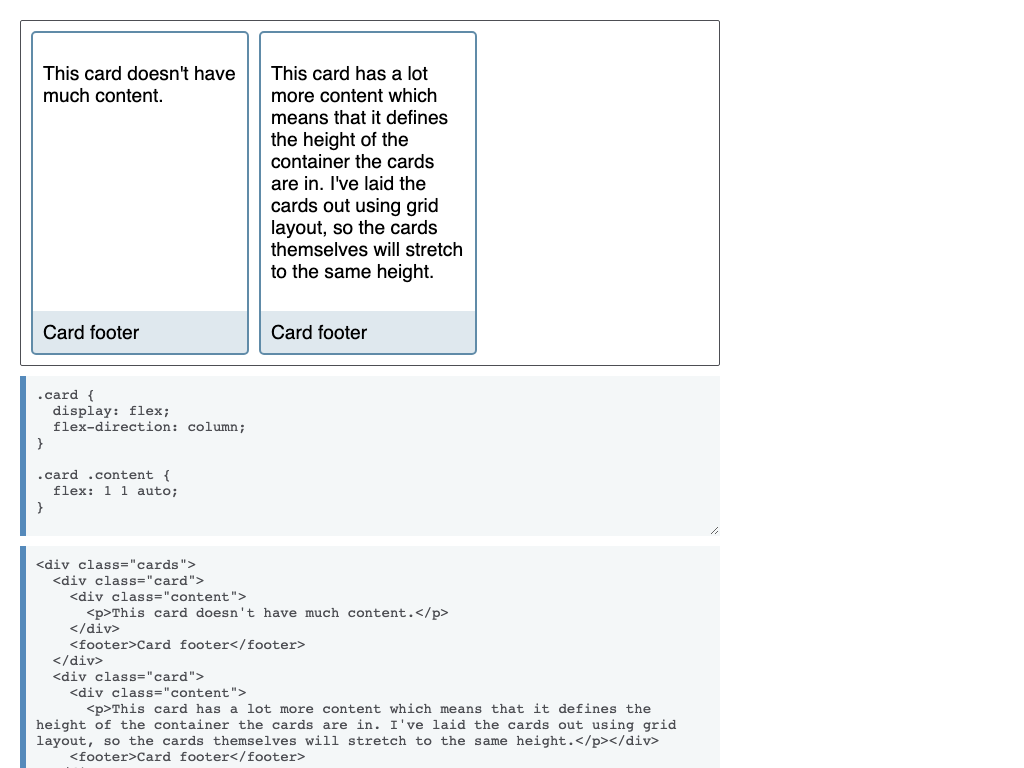 This card doesn't have
much content.
Card footer
This card has a lot
more content which
means that it defines
the height of the
container the cards
are in. I've laid the
cards out using grid
layout, so the cards
themselves will stretch
to the same height.
Card footer
.card {
  display: flex;
  flex-direction: column;
}
.card .content {
  flex: 1 1 auto;
}
<div class="cards">
  <div class="card">
    <div class="content">
      <p>This card doesn't have much content.</p>
    </div>
    <footer>Card footer</footer>
  </div>
  <div class="card">
    <div class="content">
      <p>This card has a lot more content which means that it defines the
height of the container the cards are in. I've laid the cards out using grid
layout, so the cards themselves will stretch to the same height.</p></div>
    <footer>Card footer</footer>